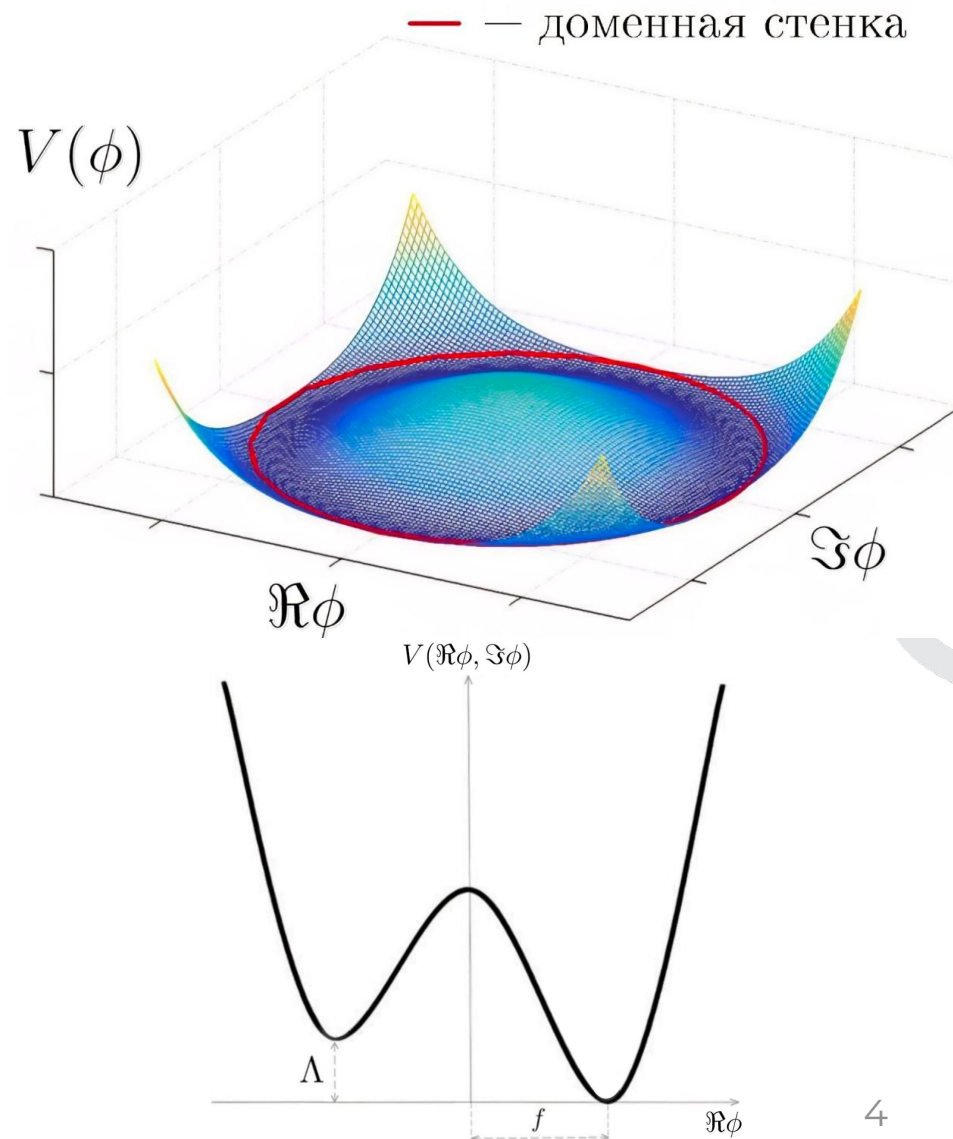 — доменная стенка
V(ϕ)
ℑϕ
ℜϕ
V(ℜϕ, ℑϕ)
Λ
f
ℜϕ
4